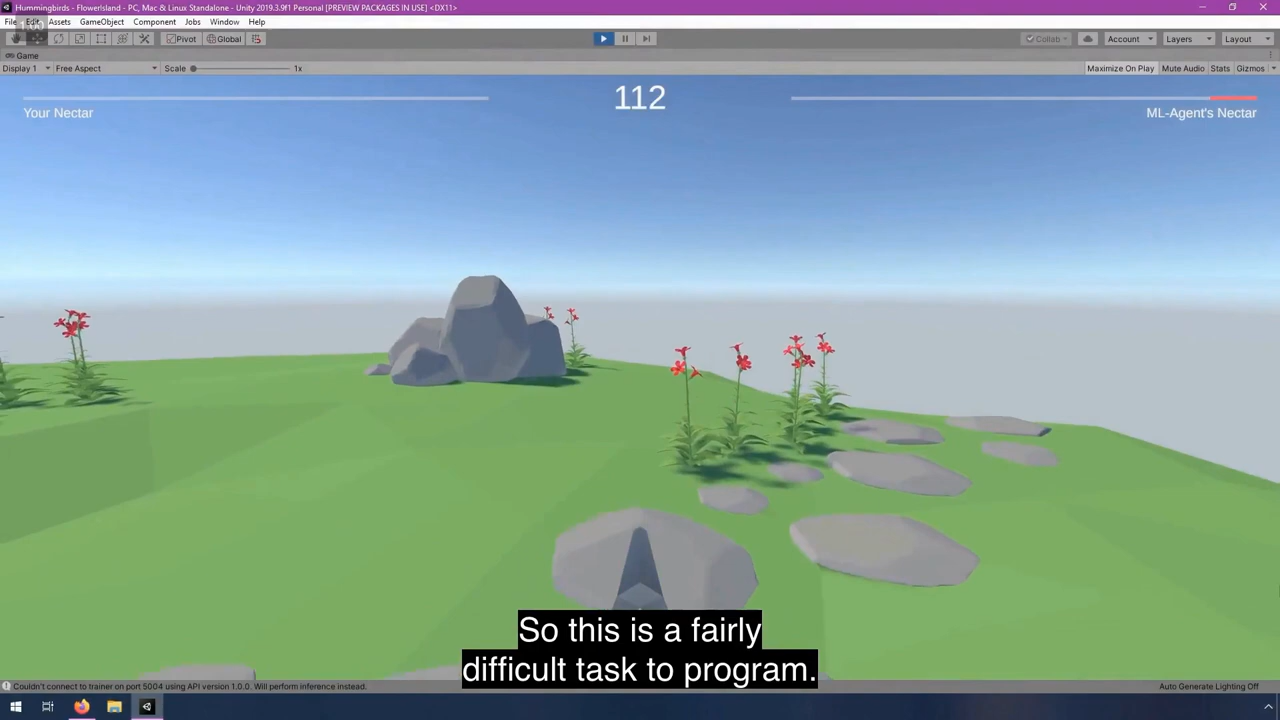 Hummingbirds - FlowerIsland - PC, Mac & Linux Standalone - Unity 2019.3.9f1 Personal [PREVIEW PACKAGES IN USE] <DX11>
File Edit Assets GameObject Component Jobs Window Help
Pivot Global Collab Account Layers Layout
Game
Display 1 Free Aspect Scale 1x Maximize On Play Mute Audio Stats Gizmos
112
Your Nectar ML-Agent's Nectar
So this is a fairly
difficult task to program.
Couldn't connect to trainer on port 5004 using API version 1.0.0. Will perform inference instead. Auto Generate Lighting Off